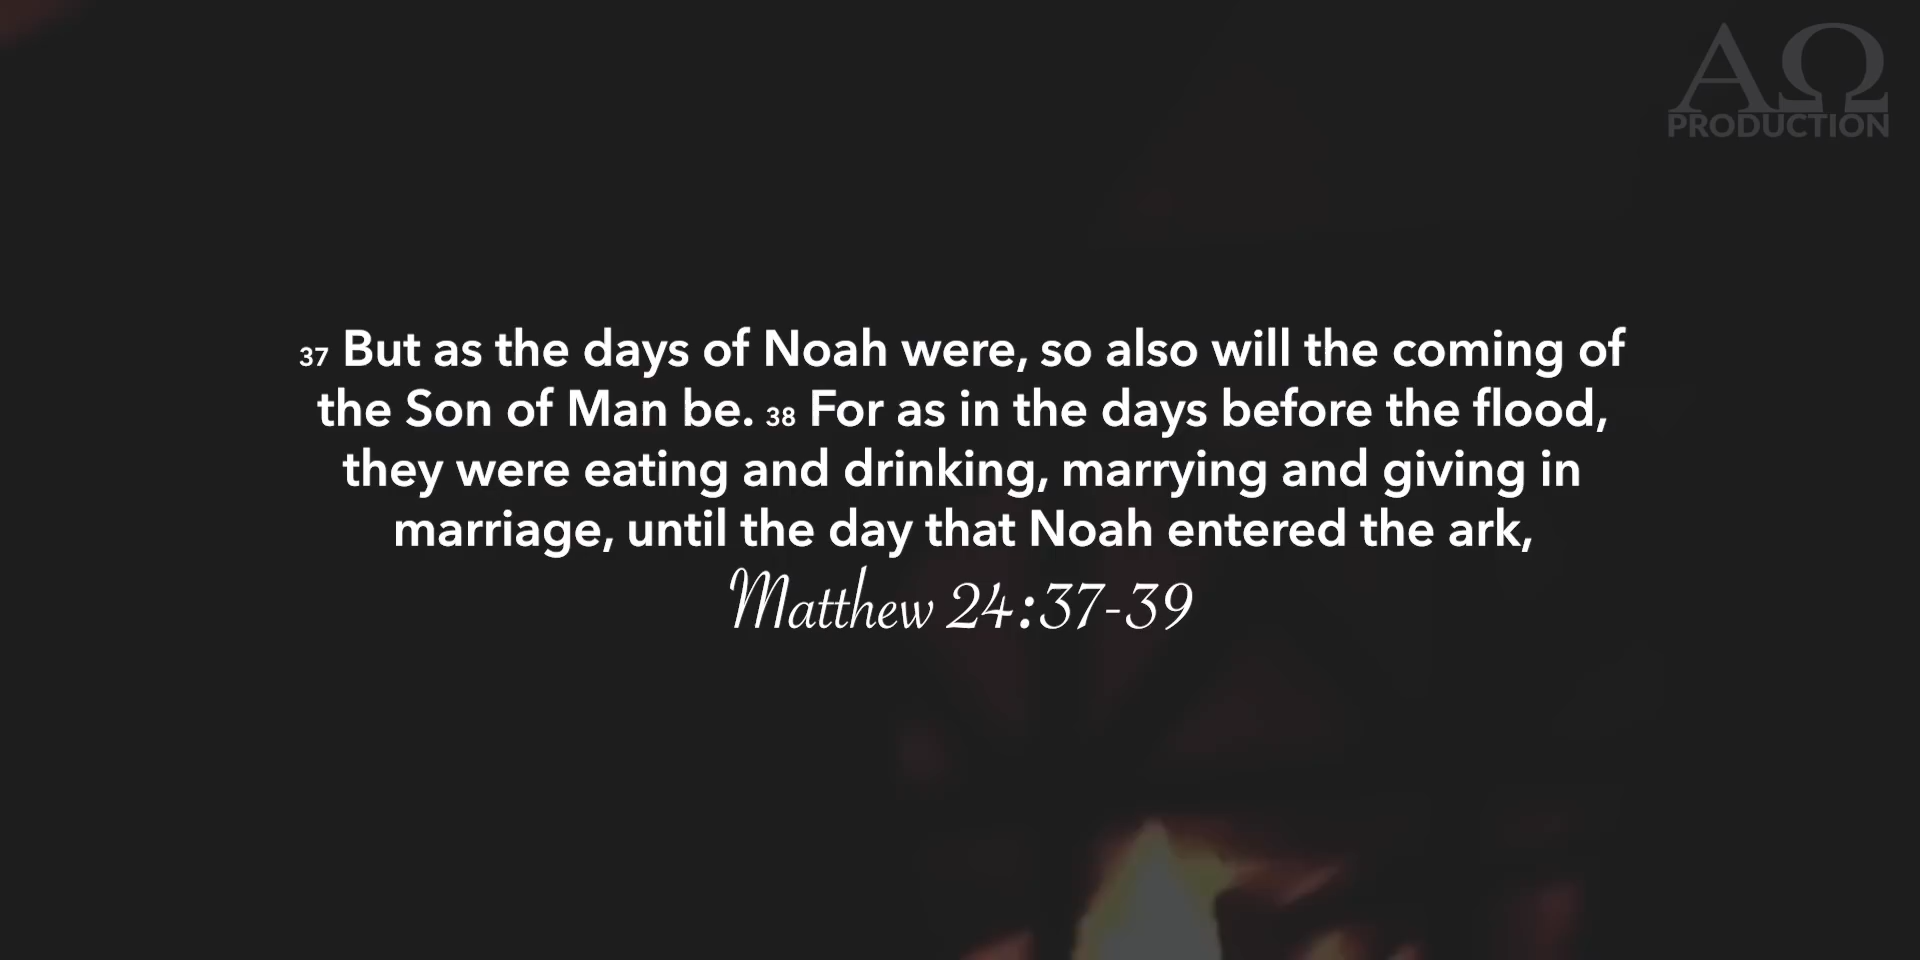 ΑΩ
PRODUCTION
37 But as the days of Noah were, so also will the coming of
the Son of Man be. 38 For as in the days before the flood,
they were eating and drinking, marrying and giving in
marriage, until the day that Noah entered the ark,
Matthew 24:37-39